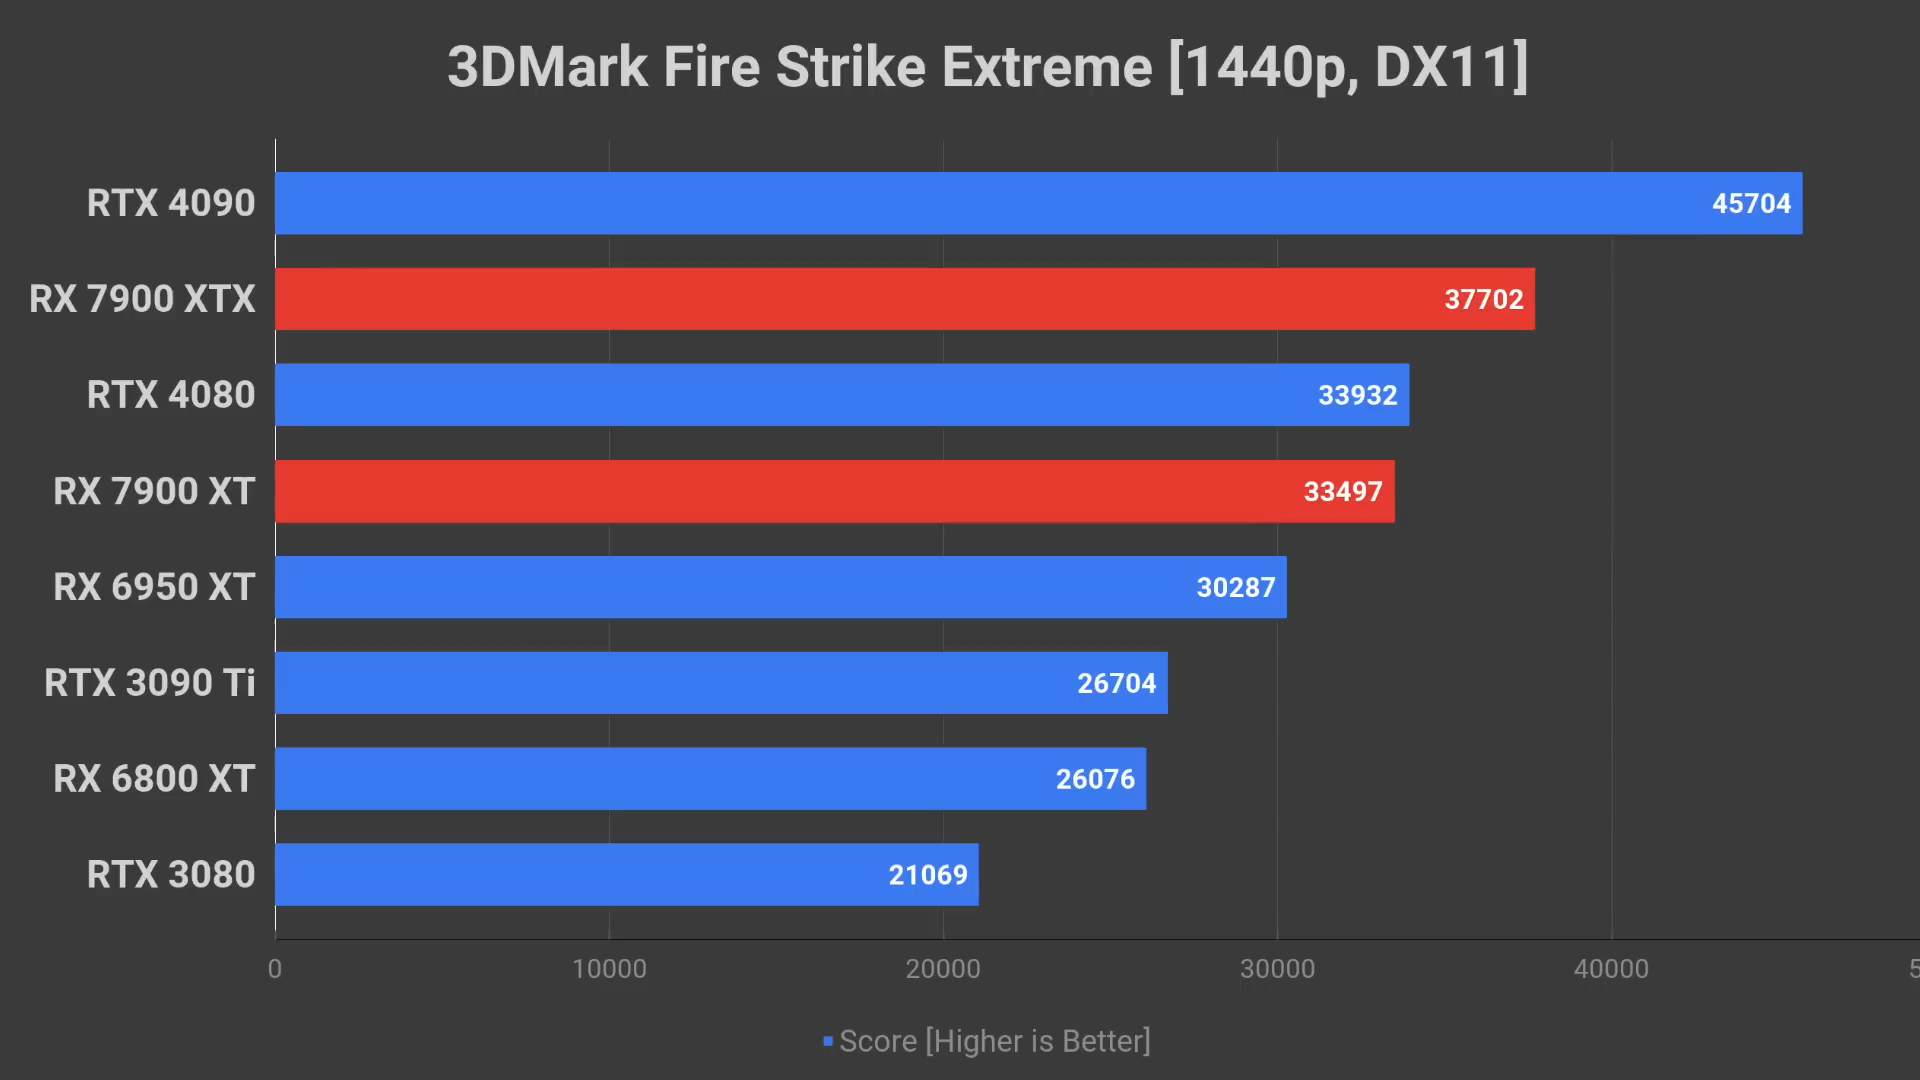 3DMark Fire Strike Extreme [1440p, DX11]
RTX 4090 45704
RX 7900 XTX 37702
RTX 4080 33932
RX 7900 XT 33497
RX 6950 XT 30287
RTX 3090 Ti 26704
RX 6800 XT 26076
RTX 3080 21069
0 10000 20000 30000 40000
Score [Higher is Better]